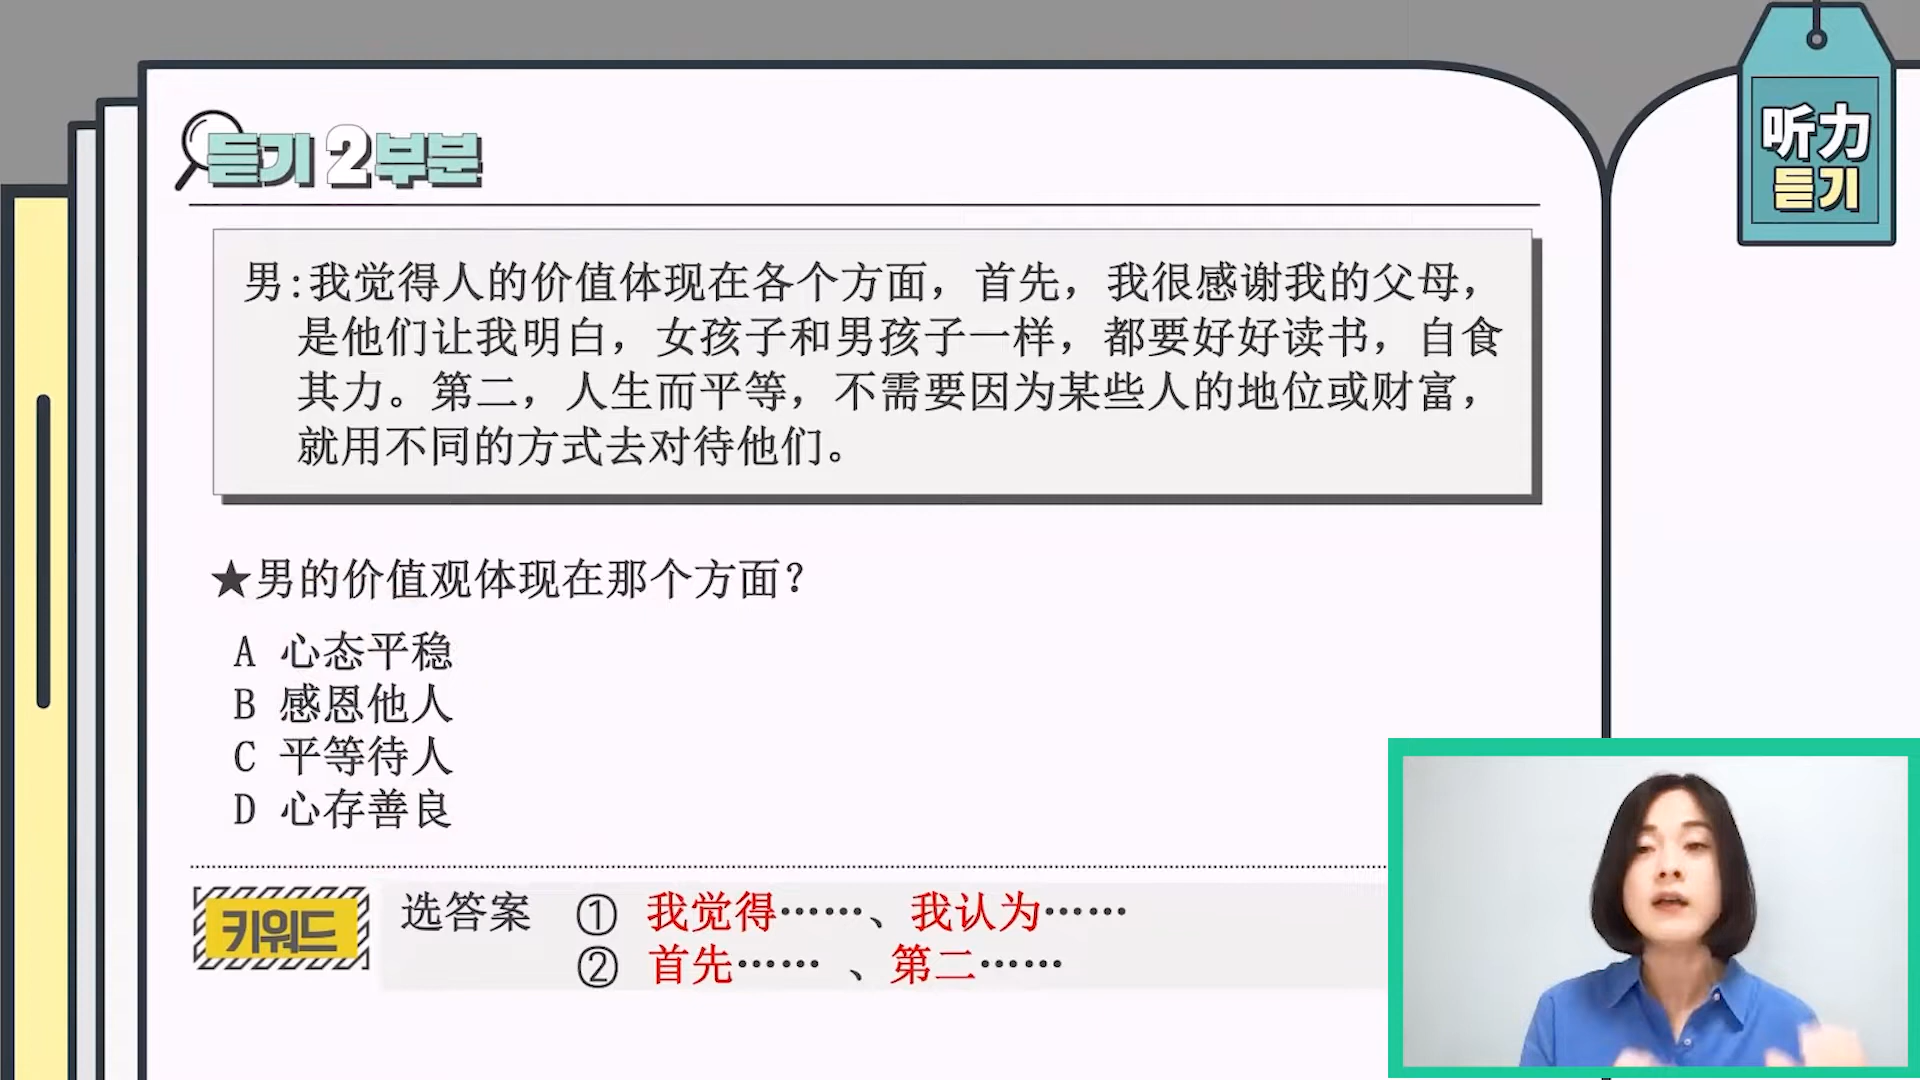 듣기 2 부분
听力
듣기
男:我觉得人的价值体现在各个方面，首先，我很感谢我的父母，
是他们让我明白，女孩子和男孩子一样，都要好好读书，自食
其力。第二，人生而平等，不需要因为某些人的地位或财富，
就用不同的方式去对待他们。
★男的价值观体现在那个方面？
A 心态平稳
B 感恩他人
C 平等待人
D 心存善良
키워드
选答案 ① 我觉得……、我认为……
② 首先…… 、第二……